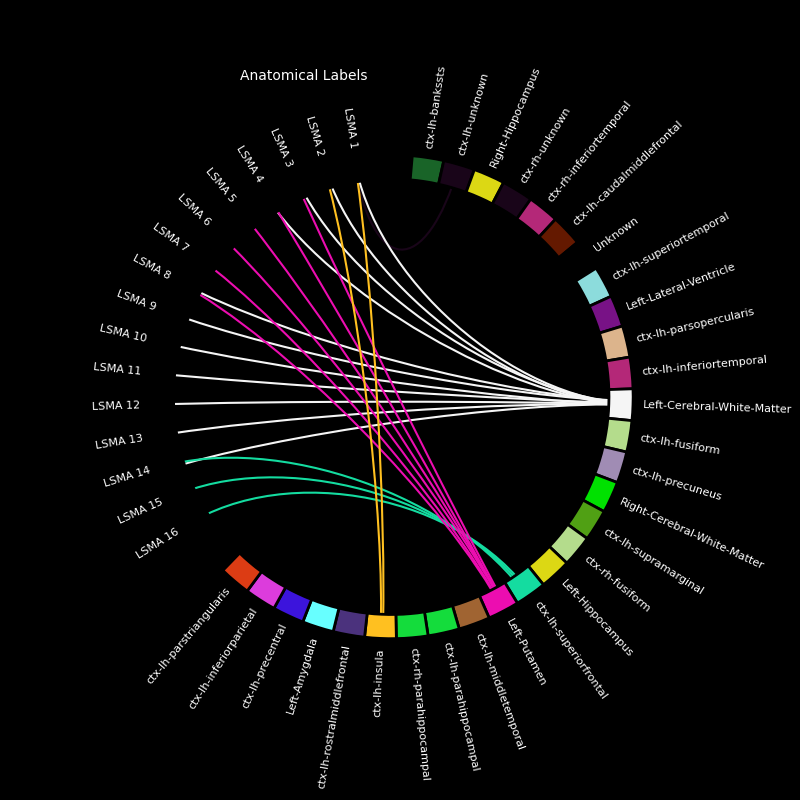 Anatomical Labels
LSMA 1
LSMA 2
LSMA 3
LSMA 4
LSMA 5
LSMA 6
LSMA 7
LSMA 8
LSMA 9
LSMA 10
LSMA 11
LSMA 12
LSMA 13
LSMA 14
LSMA 15
LSMA 16
ctx-lh-bankssts
ctx-lh-unknown
Right-Hippocampus
ctx-rh-unknown
ctx-rh-inferiortemporal
ctx-lh-caudalmiddlefrontal
Unknown
ctx-lh-superiortemporal
Left-Lateral-Ventricle
ctx-lh-parsopercularis
ctx-lh-inferiortemporal
Left-Cerebral-White-Matter
ctx-lh-fusiform
ctx-lh-precuneus
Right-Cerebral-White-Matter
ctx-lh-supramarginal
ctx-rh-fusiform
Left-Hippocampus
ctx-lh-superiorfrontal
Left-Putamen
ctx-lh-middletemporal
ctx-lh-parahippocampal
ctx-rh-parahippocampal
ctx-lh-insula
ctx-lh-rostralmiddlefrontal
Left-Amygdala
ctx-lh-precentral
ctx-lh-inferiorparietal
ctx-lh-parstriangularis